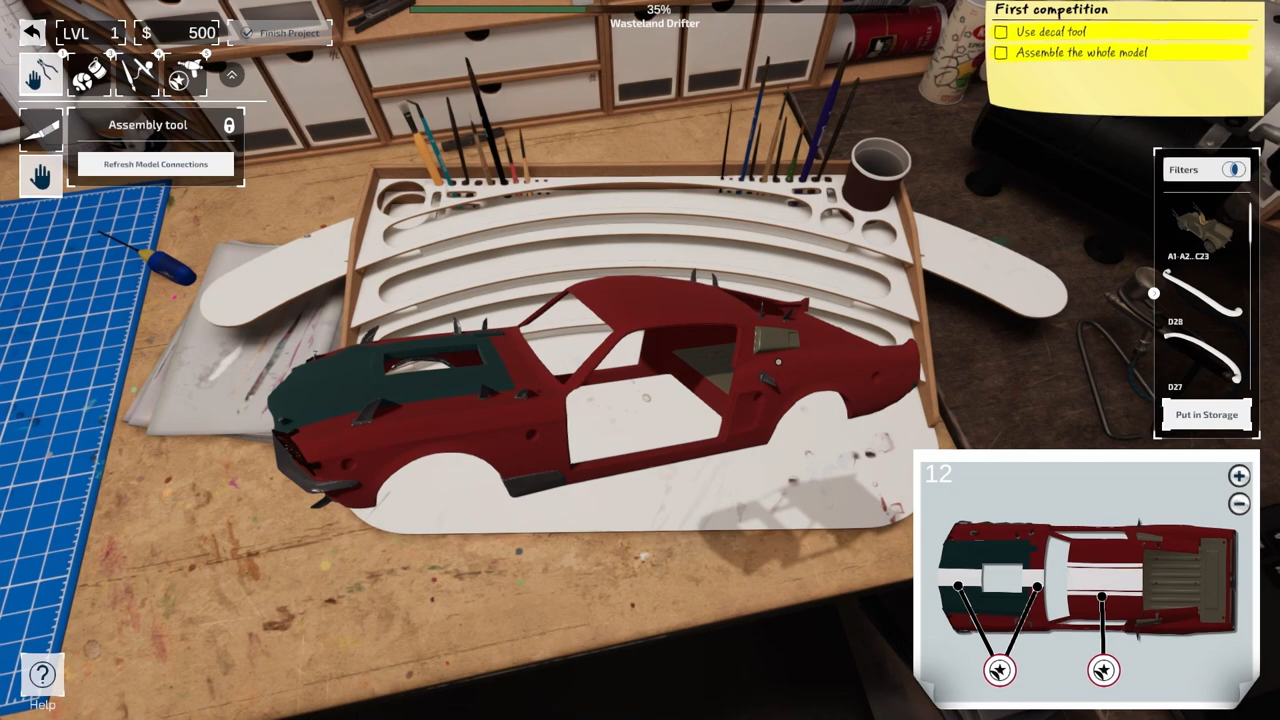 35%
Wasteland Drifter
LVL 1
$ 500
Finish Project
First competition
Use decal tool
Assemble the whole model
Assembly tool
Refresh Model Connections
Filters
A1-A2.. C23
D28
D27
Put in Storage
12
Help